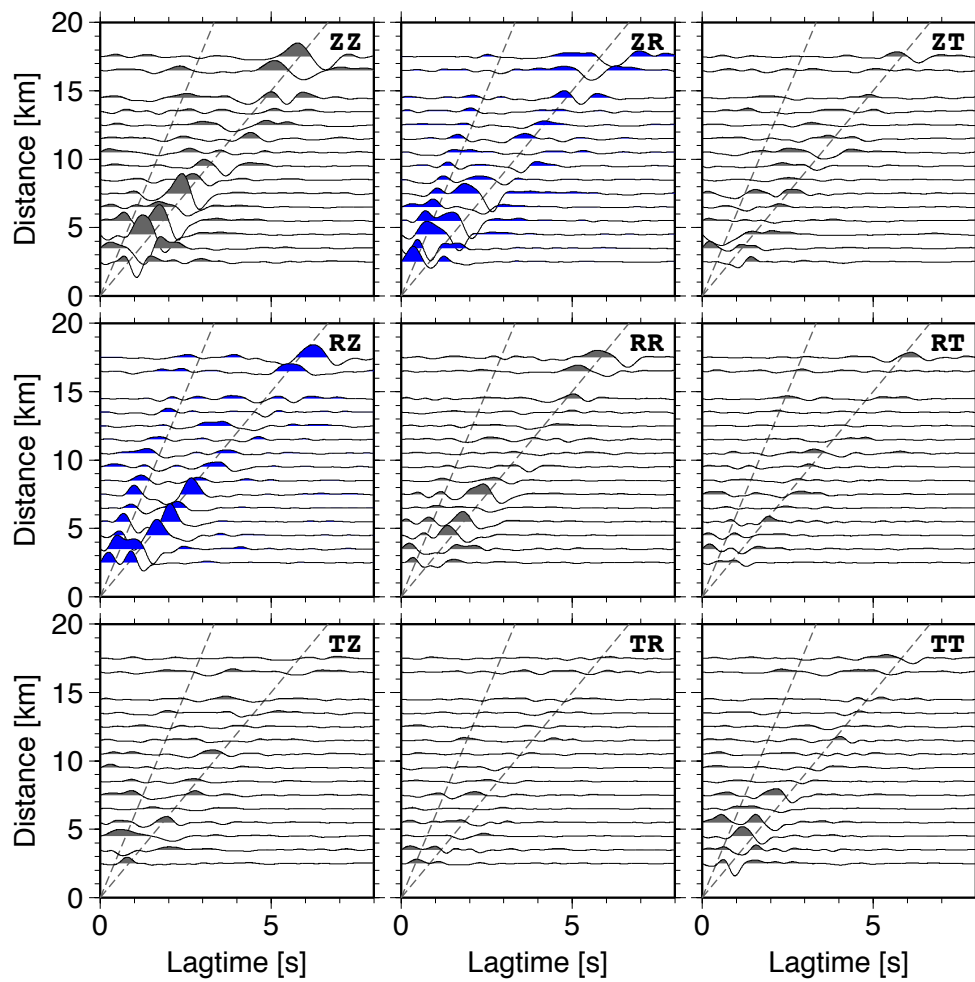 20
15
10
5
0
Distance [km]
ZZ
ZR
ZT
20
15
10
5
0
Distance [km]
RZ
RR
RT
20
15
10
5
0
Distance [km]
TZ
TR
TT
0 5
0 5
0 5
Lagtime [s]
Lagtime [s]
Lagtime [s]